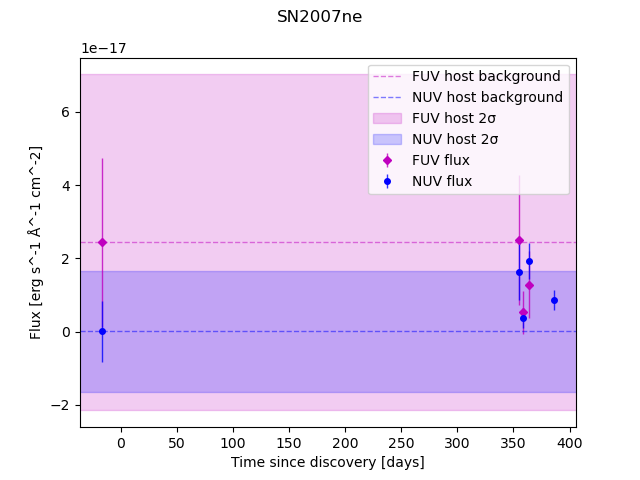 SN2007ne
1e−17
FUV host background
NUV host background
FUV host 2σ
NUV host 2σ
FUV flux
NUV flux
6
4
2
0
−2
Flux [erg s^-1 Å^-1 cm^-2]
0 50 100 150 200 250 300 350 400
Time since discovery [days]